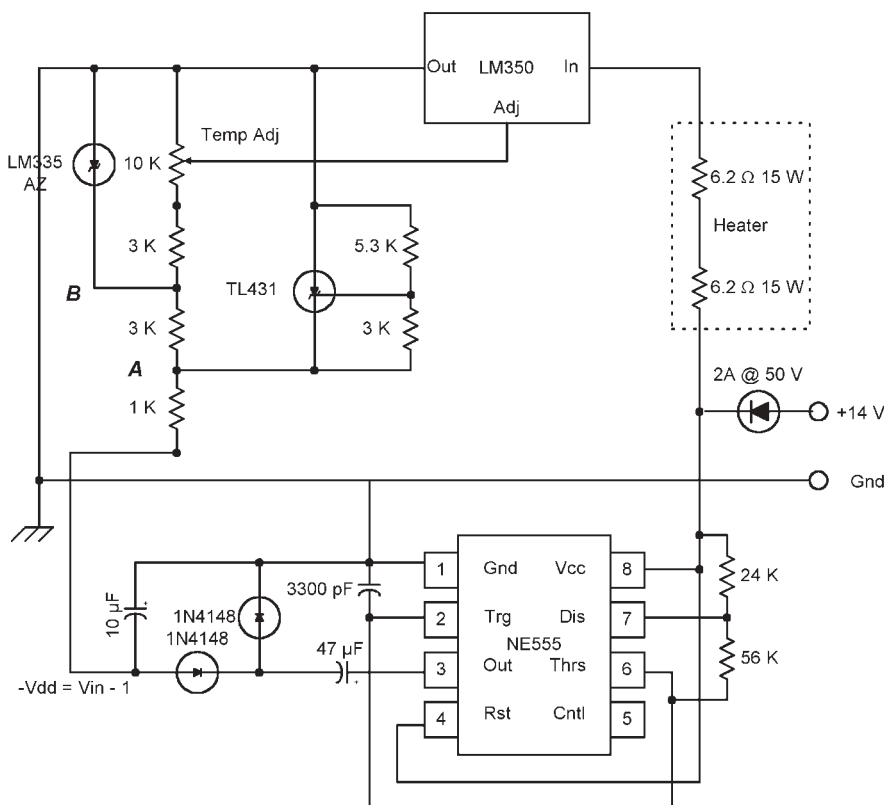 Out LM350 In
Adj
Temp Adj
LM335
AZ
10 K
6.2 Ω 15 W
Heater
6.2 Ω 15 W
3 K
5.3 K
B
TL431
3 K
3 K
A
1 K
2A @ 50 V
+14 V
Gnd
1 Gnd Vcc 8
24 K
3300 pF
10 µF
1N4148
1N4148
2 Trg Dis 7
NE555
47 µF
56 K
3 Out Thrs 6
-Vdd = Vin - 1
4 Rst Cntl 5